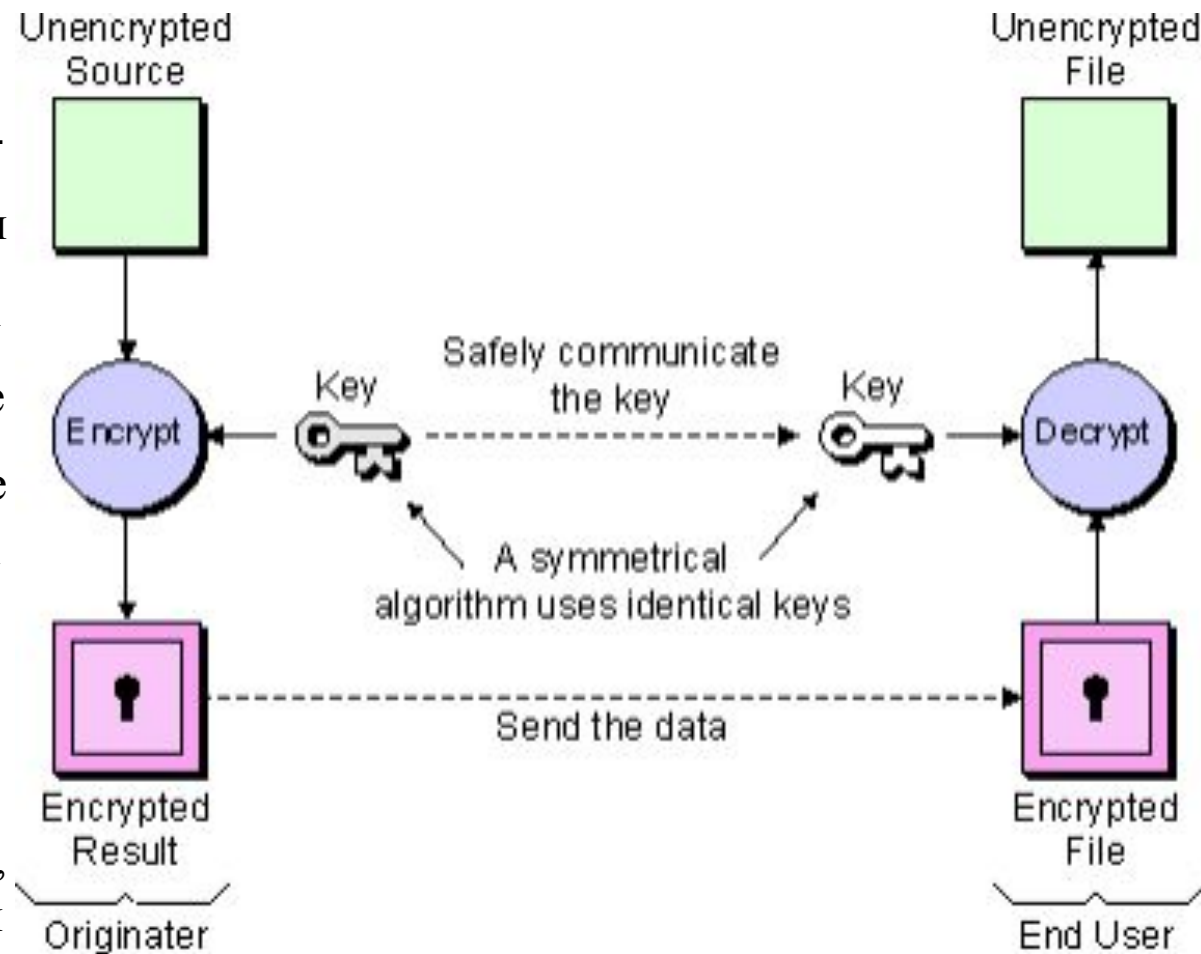 Unencrypted
Source
Unencrypted
File
Safely communicate
the key
Key
Key
Encrypt
Decrypt
A symmetrical
algorithm uses identical keys
Send the data
Encrypted
Result
Encrypted
File
Originater
End User